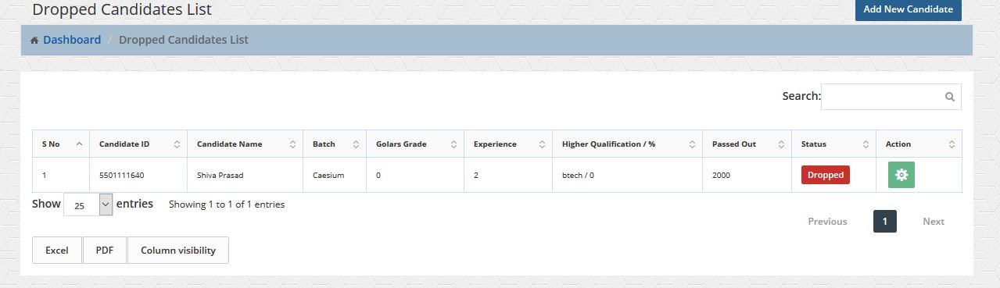 Dropped Candidates List
Add New Candidate
Dashboard / Dropped Candidates List
Search:
S No Candidate ID Candidate Name Batch Golars Grade Experience Higher Qualification / % Passed Out Status Action
1 5501111640 Shiva Prasad Caesium 0 2 btech / 0 2000 Dropped
Show 25 entries Showing 1 to 1 of 1 entries
Previous 1 Next
Excel PDF Column visibility